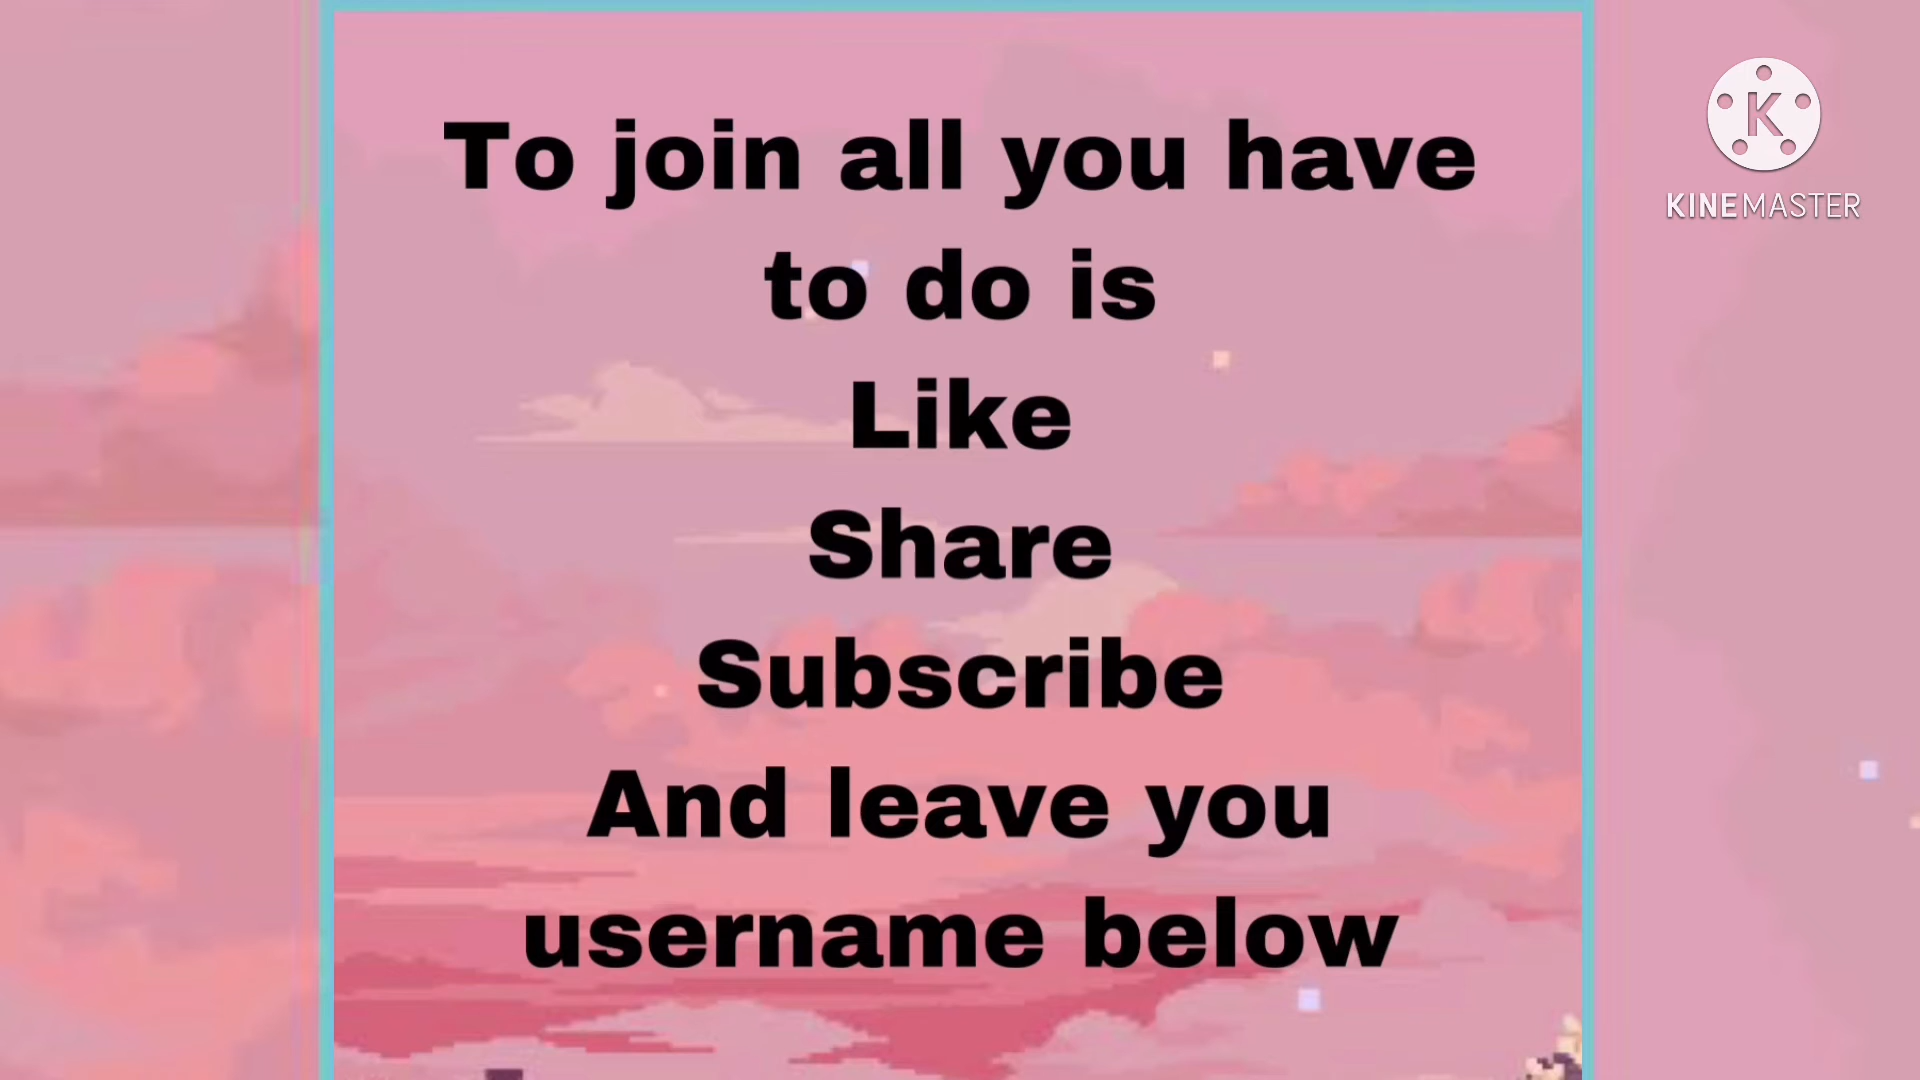 To join all you have
to do is
Like
Share
Subscribe
And leave you
username below
K
KINEMASTER